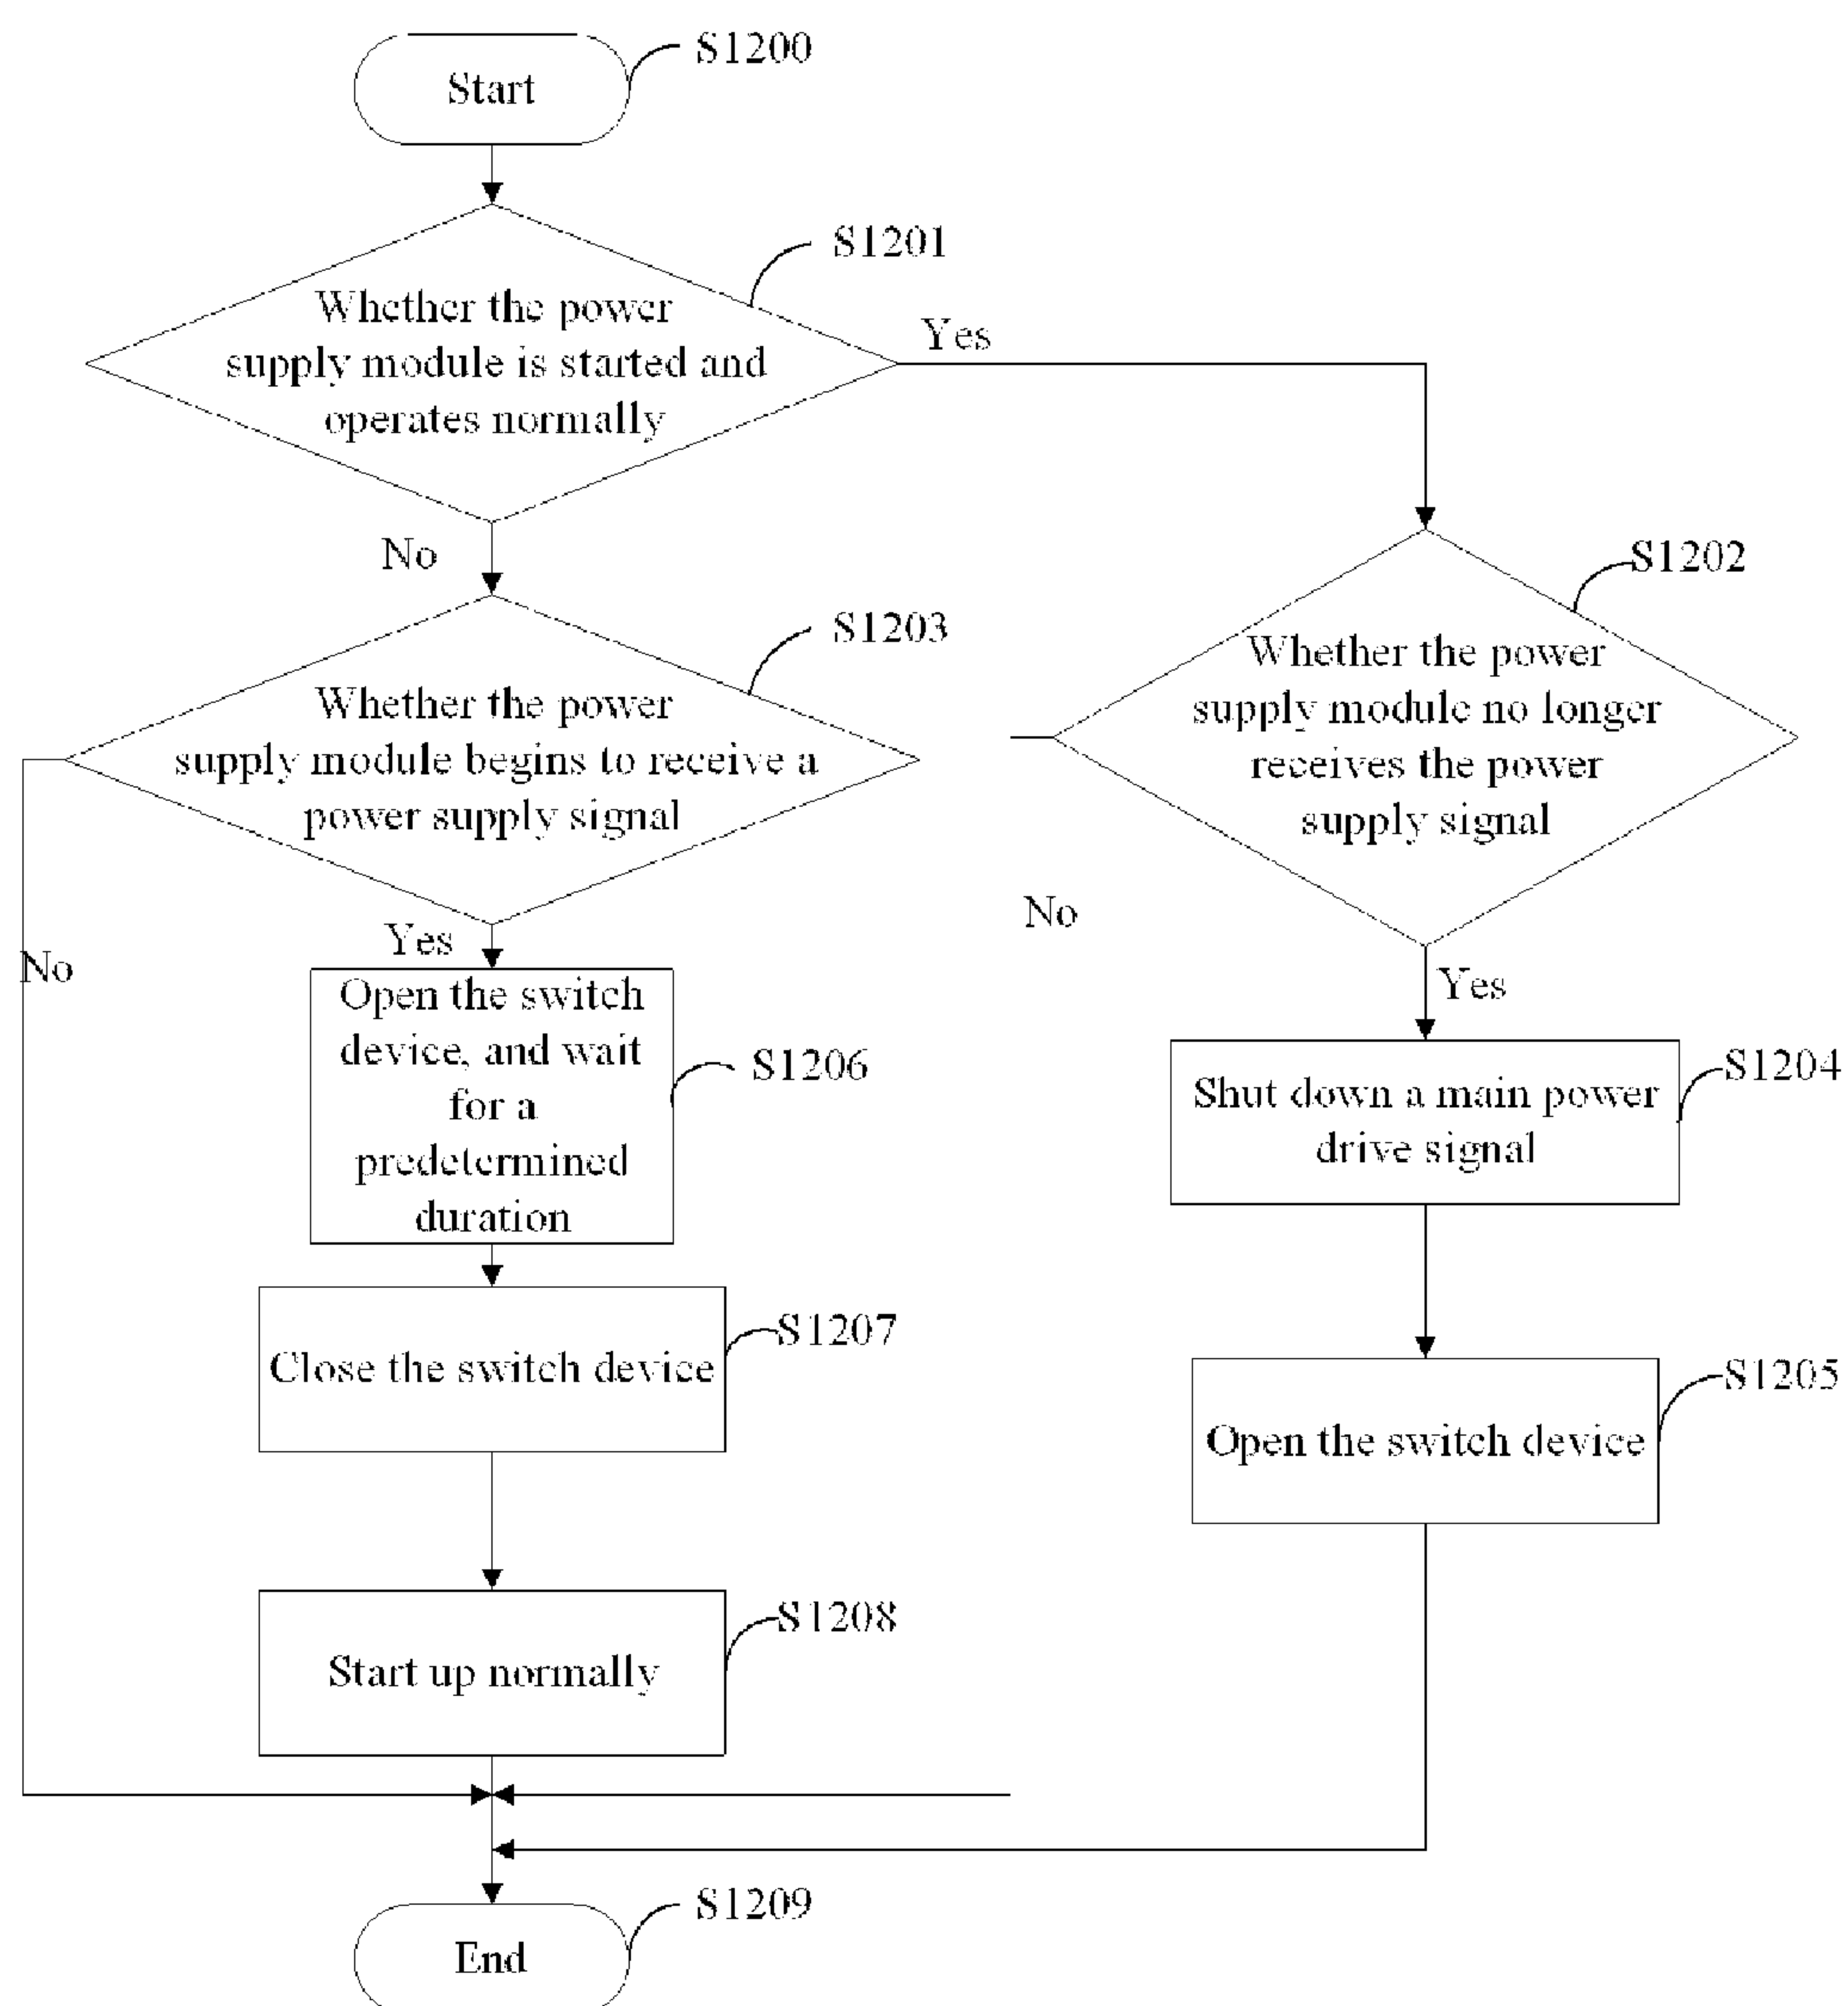 Start
S1200
Whether the power
supply module is started and
operates normally
S1201
Yes
No
Whether the power
supply module no longer
receives the power
supply signal
S1202
Whether the power
supply module begins to receive a
power supply signal
S1203
No
Yes
No
Yes
Open the switch
device, and wait
for a
predetermined
duration
S1206
Shut down a main power
drive signal
S1204
Close the switch device
S1207
Open the switch device
S1205
Start up normally
S1208
End
S1209